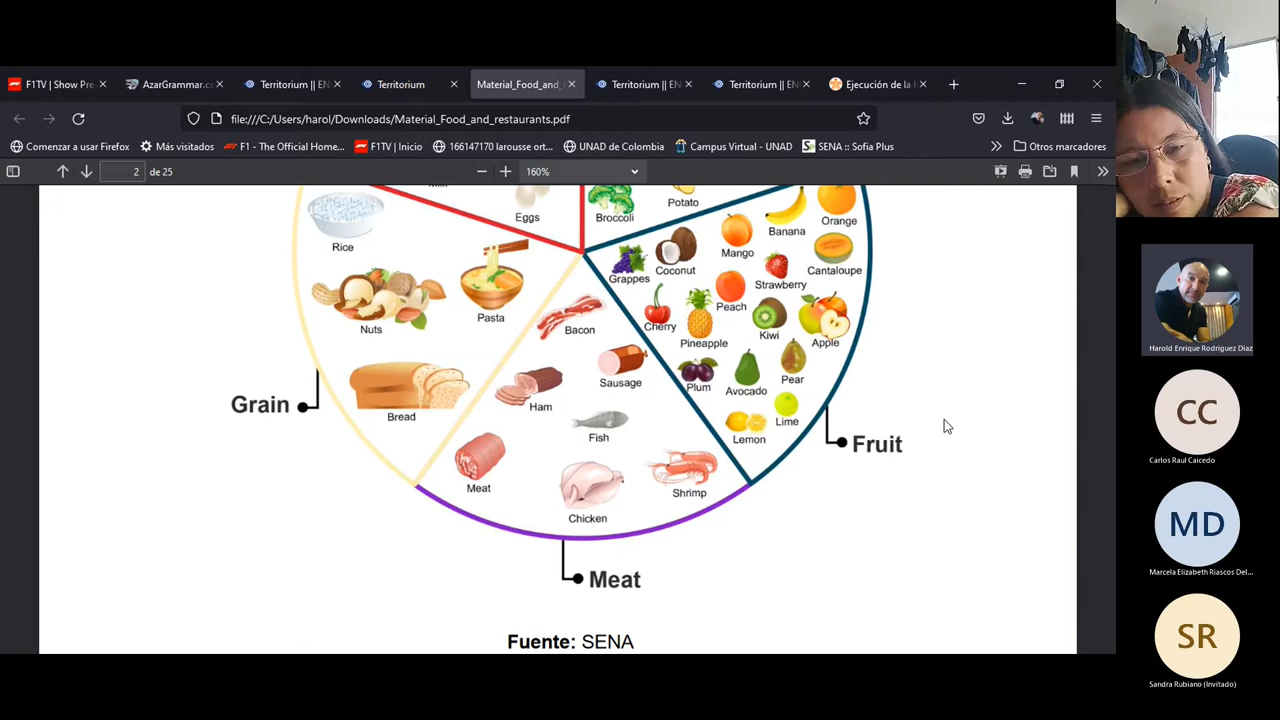 F1TV | Show Pre-
AzarGrammar.c
Territorium || EN
Territorium
Material_Food_and_
Territorium || EN
Territorium || EN
Ejecución de la f
file:///C:/Users/harol/Downloads/Material_Food_and_restaurants.pdf
Comenzar a usar Firefox
Más visitados
F1 - The Official Home...
F1TV | Inicio
166147170 larousse ort...
UNAD de Colombia
Campus Virtual - UNAD
SENA :: Sofia Plus
Otros marcadores
2 de 25
160%
Milk
Eggs
Broccoli
Potato
Rice
Nuts
Pasta
Bread
Grain
Bacon
Sausage
Ham
Fish
Meat
Shrimp
Chicken
Meat
Banana
Orange
Mango
Grappes
Coconut
Cantaloupe
Strawberry
Peach
Cherry
Pineapple
Kiwi
Apple
Plum
Avocado
Pear
Lime
Lemon
Fruit
Fuente: SENA
Harold Enrique Rodriguez Diaz
CC
Carlos Raul Caicedo
MD
Marcela Elizabeth Riascos Del...
SR
Sandra Rubiano (Invitado)